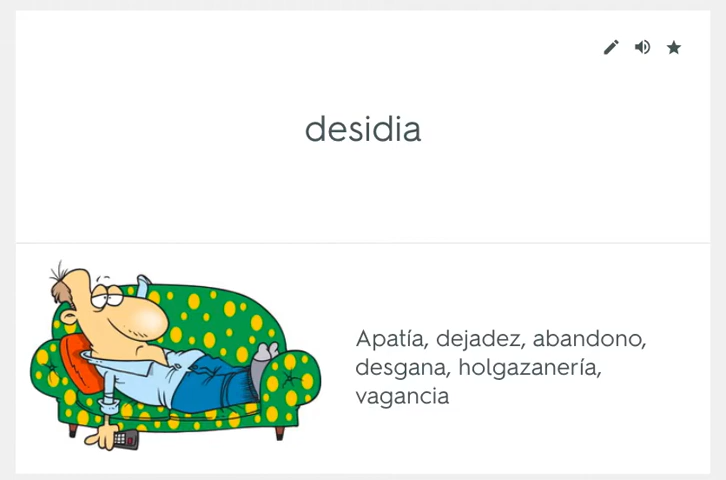 desidia
Apatía, dejadez, abandono,
desgana, holgazanería,
vagancia